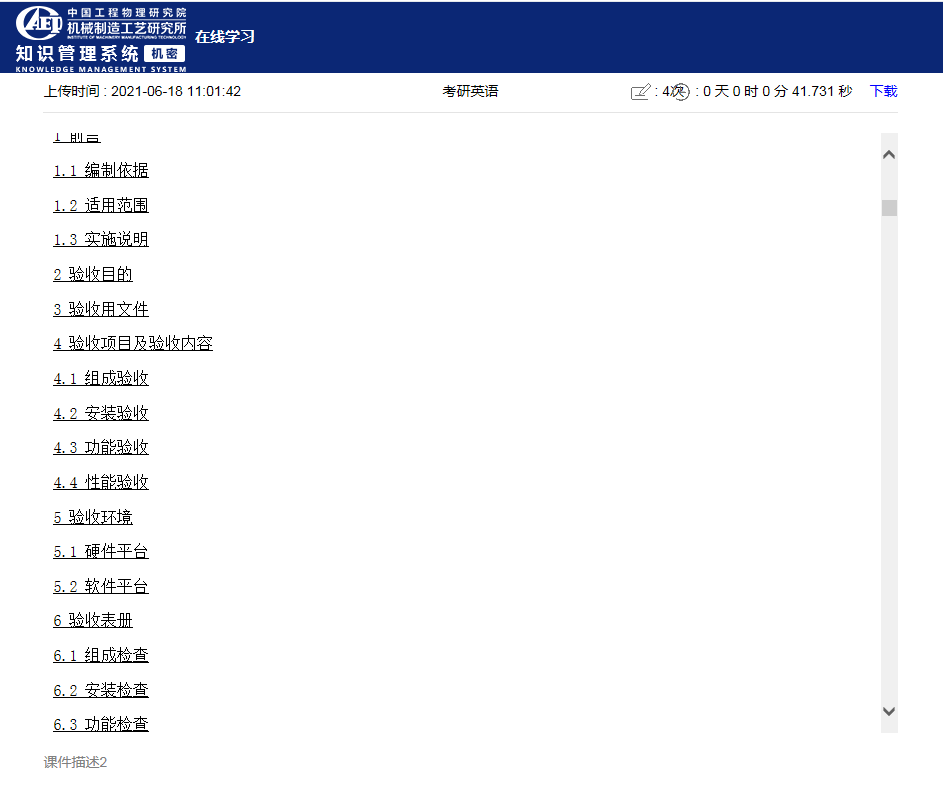 中国工程物理研究院
机械制造工艺研究所
INSTITUTE OF MACHINERY MANUFACTURING TECHNOLOGY
知识管理系统 机密
KNOWLEDGE MANAGEMENT SYSTEM
在线学习
上传时间 : 2021-06-18 11:01:42 考研英语 : 4次 : 0 天 0 时 0 分 41.731 秒 下载
1 前言
1.1 编制依据
1.2 适用范围
1.3 实施说明
2 验收目的
3 验收用文件
4 验收项目及验收内容
4.1 组成验收
4.2 安装验收
4.3 功能验收
4.4 性能验收
5 验收环境
5.1 硬件平台
5.2 软件平台
6 验收表册
6.1 组成检查
6.2 安装检查
6.3 功能检查
课件描述2